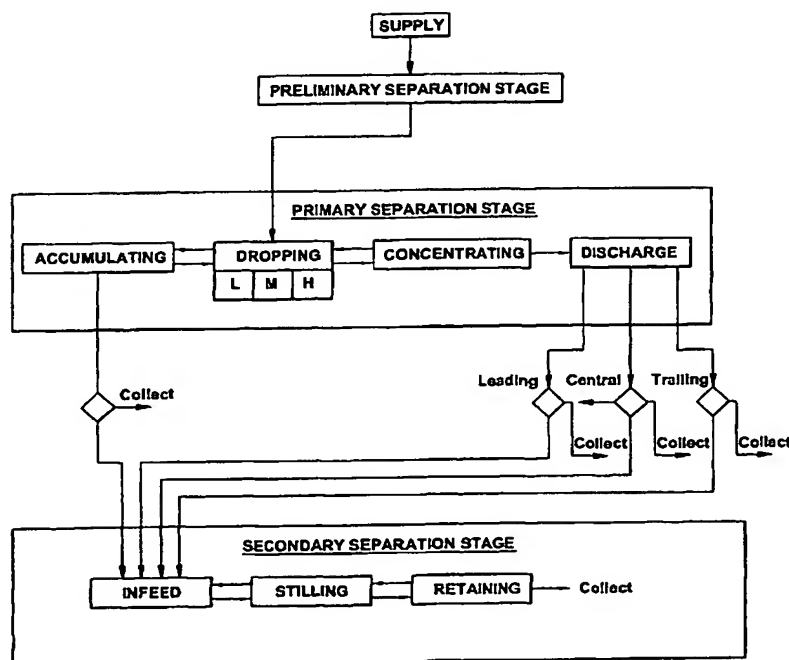 SUPPLY
PRELIMINARY SEPARATION STAGE
PRIMARY SEPARATION STAGE
ACCUMULATING
DROPPING
CONCENTRATING
DISCHARGE
L M H
Leading
Central
Trailing
Collect
Collect
Collect
Collect
SECONDARY SEPARATION STAGE
INFEED
STILLING
RETAINING
Collect